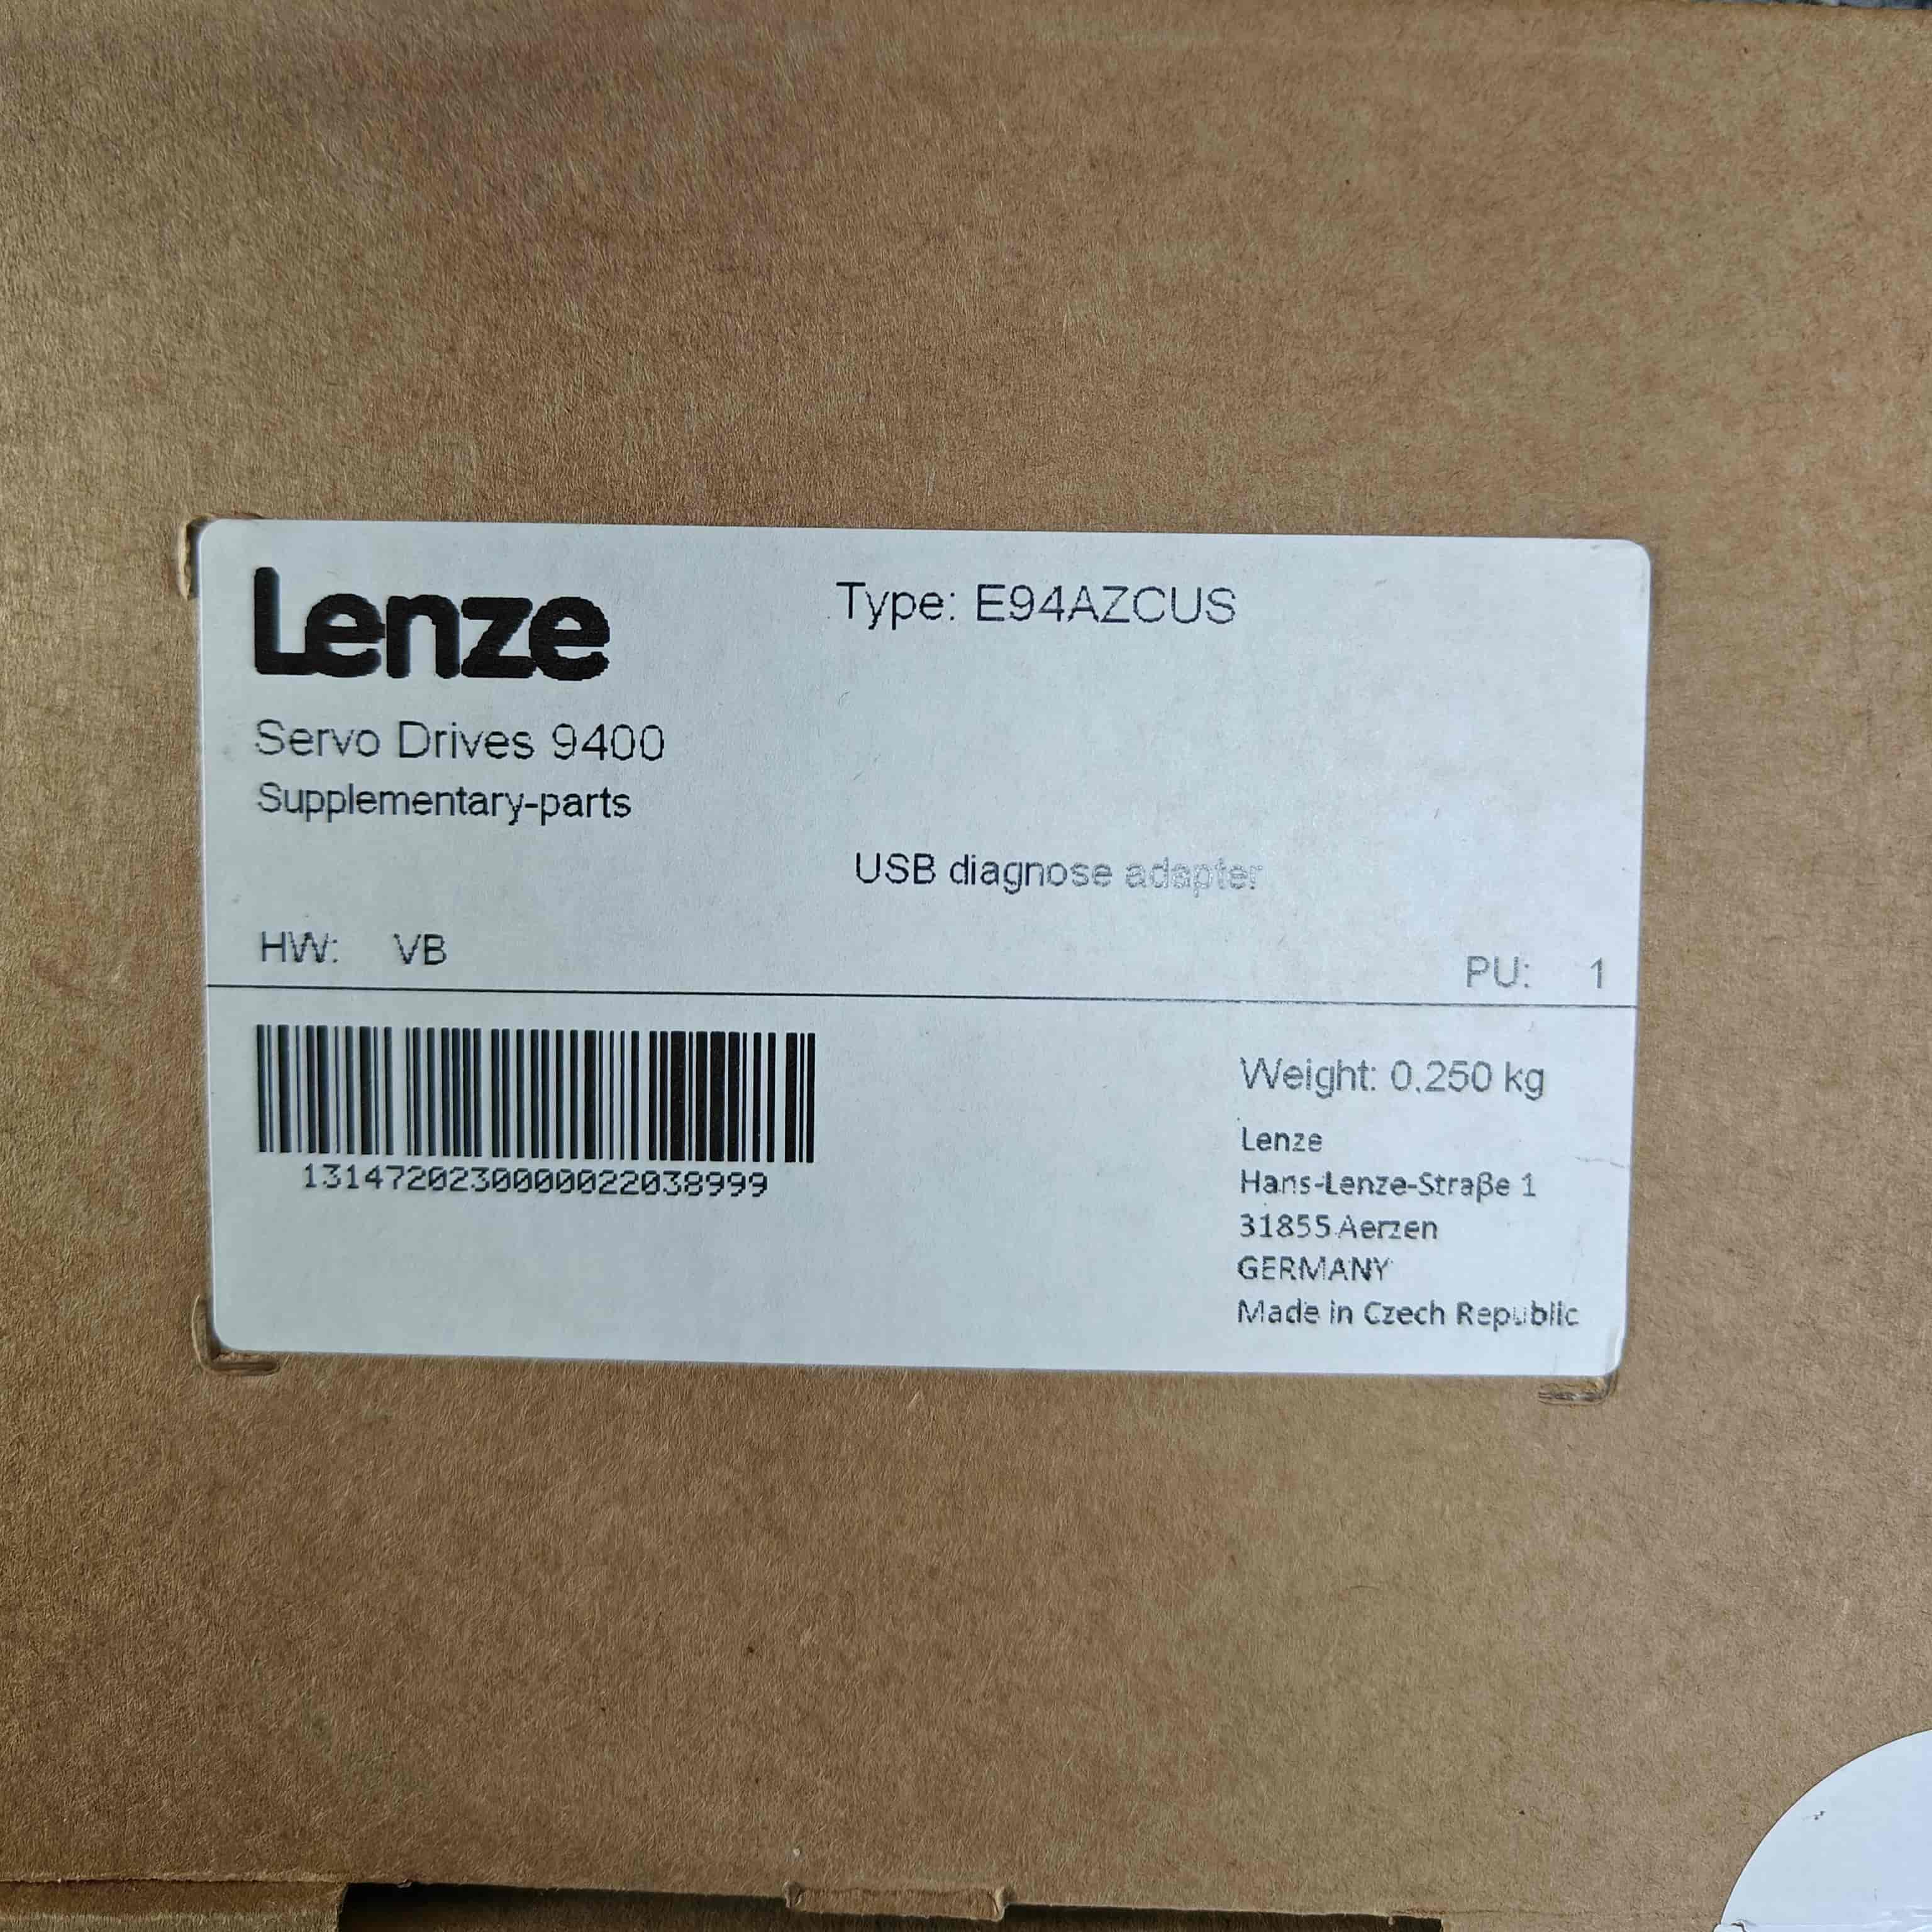 Lenze
Type: E94AZCUS
Servo Drives 9400
Supplementary-parts
USB diagnose adapter
HW: VB
PU: 1
13147202300000022038999
Weight: 0.250 kg
Lenze
Hans-Lenze-Straße 1
31855 Aerzen
GERMANY
Made in Czech Republic